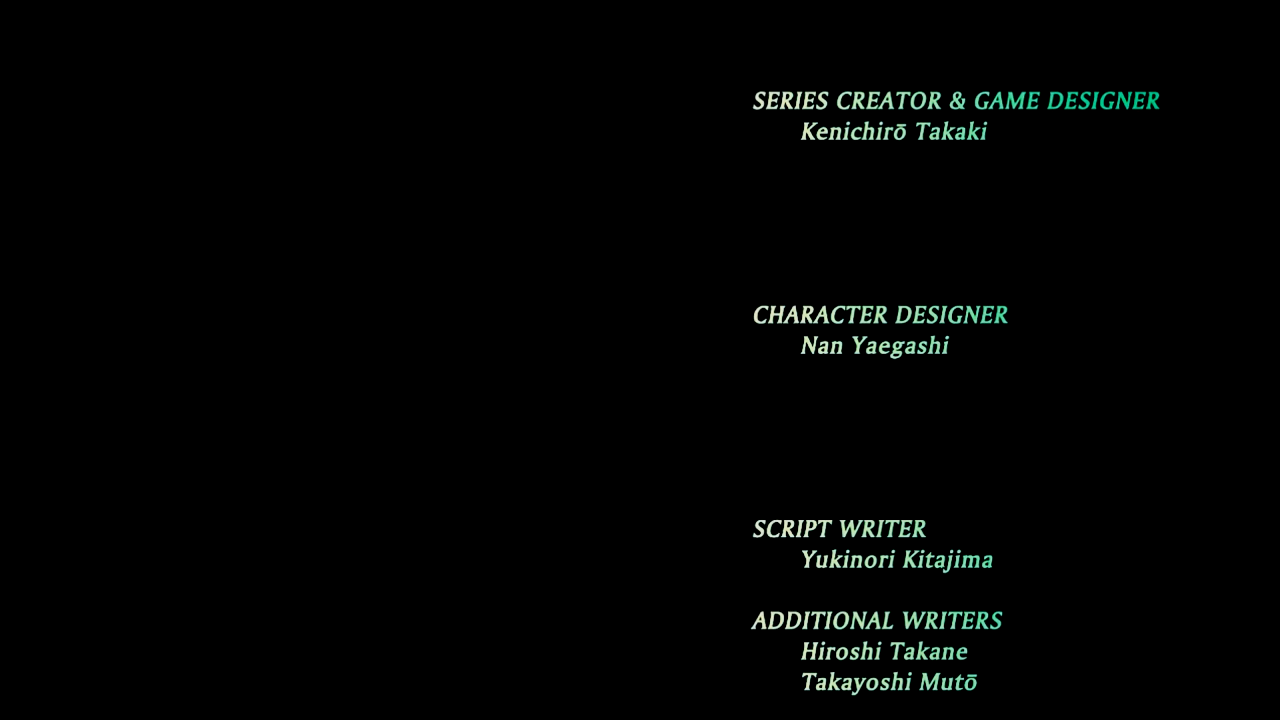 SERIES CREATOR & GAME DESIGNER
Kenichirō Takaki
CHARACTER DESIGNER
Nan Yaegashi
SCRIPT WRITER
Yukinori Kitajima
ADDITIONAL WRITERS
Hiroshi Takane
Takayoshi Mutō